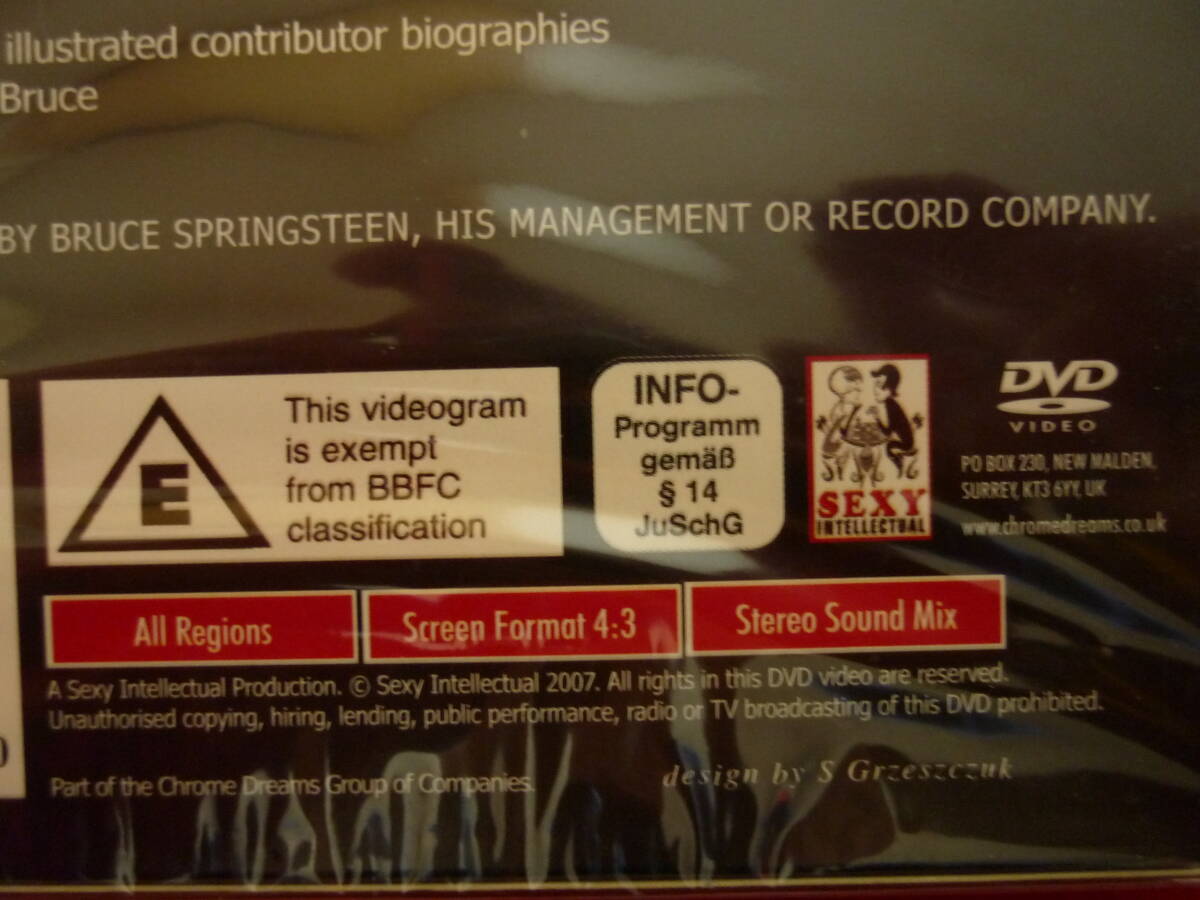 illustrated contributor biographies
Bruce
BY BRUCE SPRINGSTEEN, HIS MANAGEMENT OR RECORD COMPANY.
E
This videogram
is exempt
from BBFC
classification
INFO-
Programm
gemäß
§ 14
JuSchG
SEXY
INTELLECTUAL
DVD
VIDEO
PO BOX 230, NEW MALDEN,
SURREY, KT3 6YY, UK
www.chromedreams.co.uk
All Regions
Screen Format 4:3
Stereo Sound Mix
A Sexy Intellectual Production. © Sexy Intellectual 2007. All rights in this DVD video are reserved.
Unauthorised copying, hiring, lending, public performance, radio or TV broadcasting of this DVD prohibited.
Part of the Chrome Dreams Group of Companies.
design by S Grzeszczuk